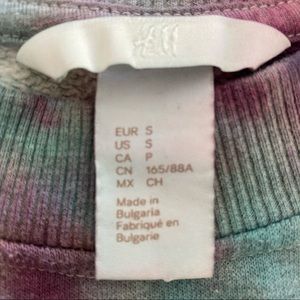 H&M
EUR S
US S
CA P
CN 165/88A
MX CH
Made in
Bulgaria
Fabriqué en
Bulgarie